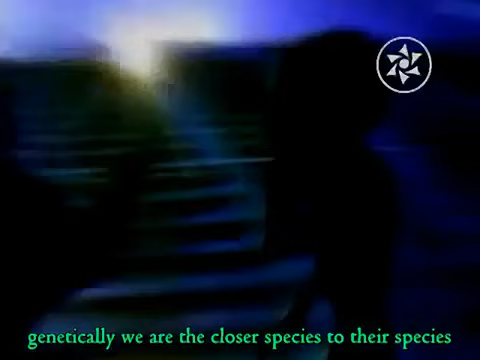 genetically we are the closer species to their species